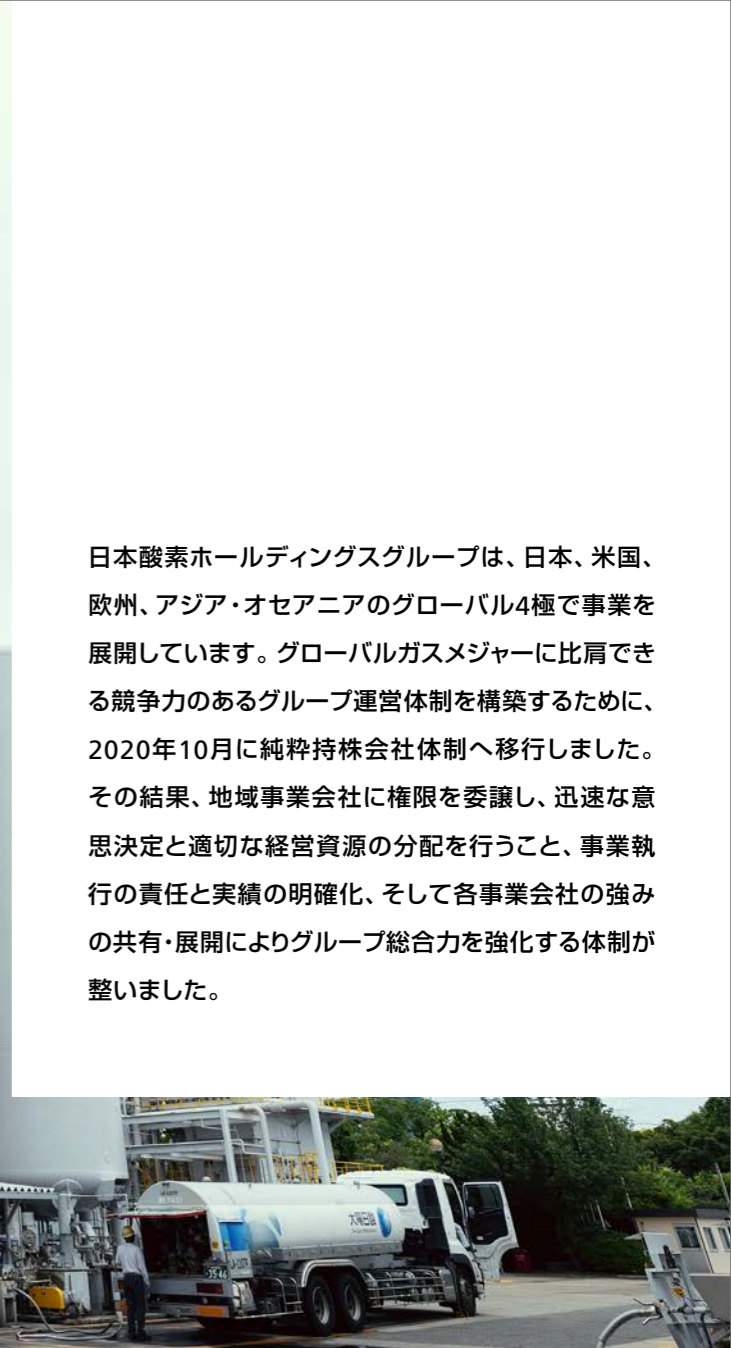 日本酸素ホールディングスグループは、日本、米国、
欧州、アジア・オセアニアのグローバル4極で事業を
展開しています。グローバルガスメジャーに比肩でき
る競争力のあるグループ運営体制を構築するために、
2020年10月に純粋持株会社体制へ移行しました。
その結果、地域事業会社に権限を委譲し、迅速な意
思決定と適切な経営資源の分配を行うこと、事業執
行の責任と実績の明確化、そして各事業会社の強み
の共有・展開によりグループ総合力を強化する体制が
整いました。
大陽日酸
35-46